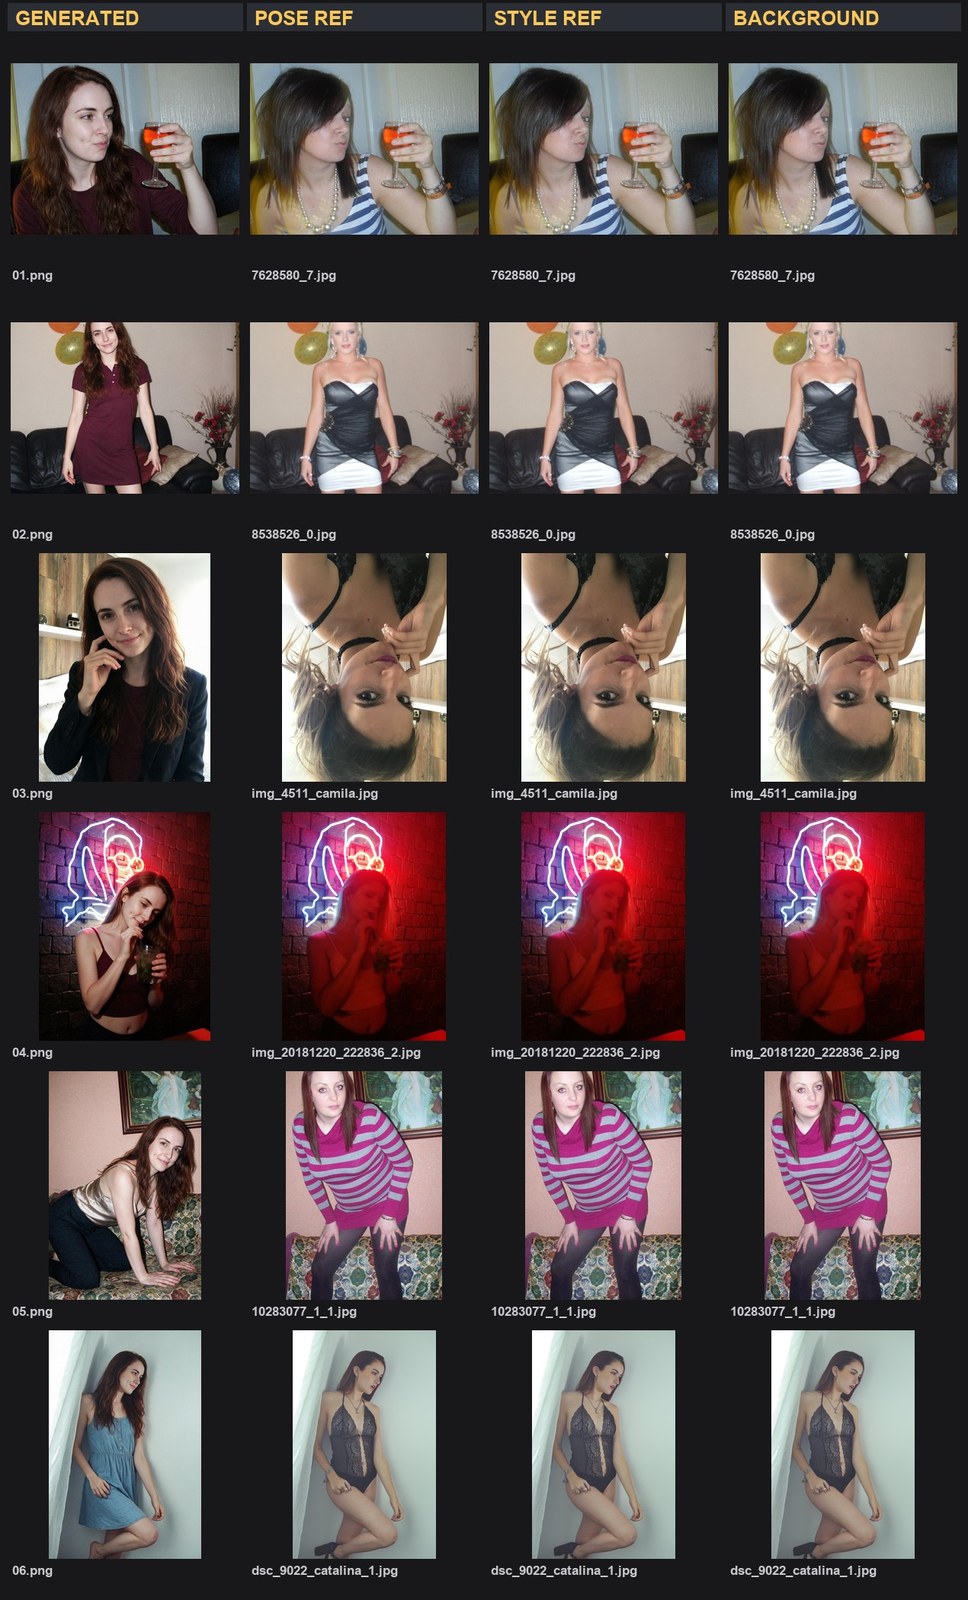 GENERATED POSE REF STYLE REF BACKGROUND
01.png 7628580_7.jpg 7628580_7.jpg 7628580_7.jpg
02.png 8538526_0.jpg 8538526_0.jpg 8538526_0.jpg
03.png img_4511_camila.jpg img_4511_camila.jpg img_4511_camila.jpg
04.png img_20181220_222836_2.jpg img_20181220_222836_2.jpg img_20181220_222836_2.jpg
05.png 10283077_1_1.jpg 10283077_1_1.jpg 10283077_1_1.jpg
06.png dsc_9022_catalina_1.jpg dsc_9022_catalina_1.jpg dsc_9022_catalina_1.jpg